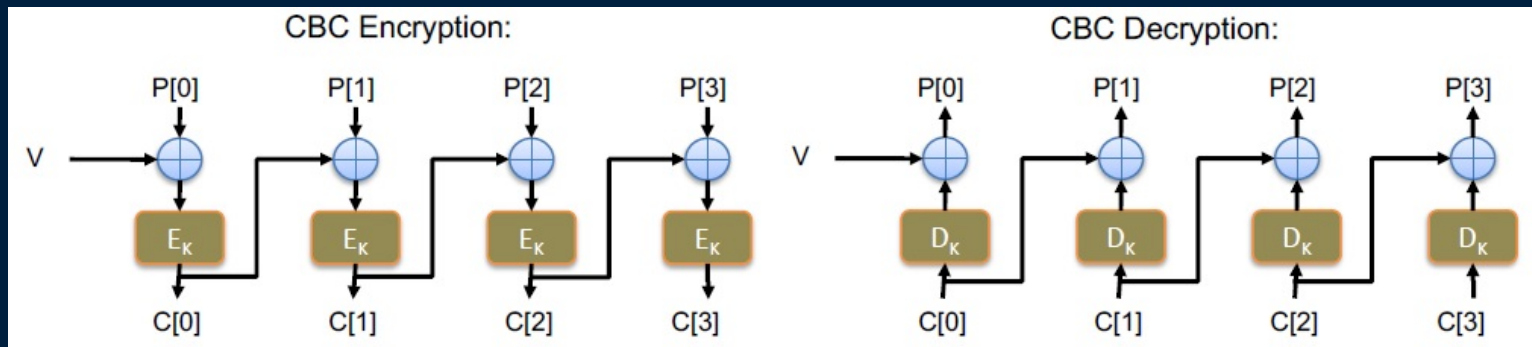 CBC Encryption:
P[0] P[1] P[2] P[3]
V
E_K E_K E_K E_K
C[0] C[1] C[2] C[3]
CBC Decryption:
P[0] P[1] P[2] P[3]
V
D_K D_K D_K D_K
C[0] C[1] C[2] C[3]